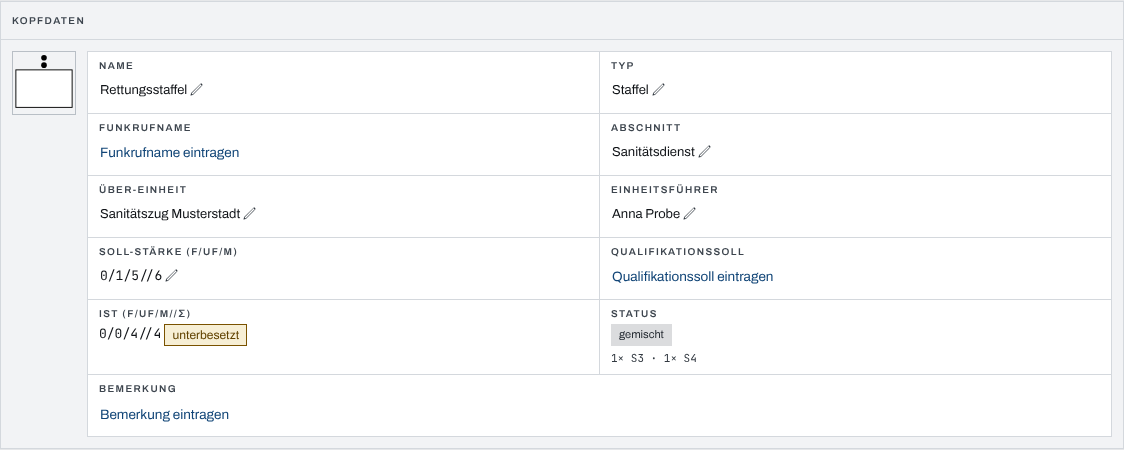 KOPFDATEN
NAME
Rettungsstaffel
TYP
Staffel
FUNKRUFNAME
Funkrufname eintragen
ABSCHNITT
Sanitätsdienst
ÜBER-EINHEIT
Sanitätszug Musterstadt
EINHEITSFÜHRER
Anna Probe
SOLL-STÄRKE (F/UF/M)
0/1/5//6
QUALIFIKATIONSSOLL
Qualifikationssoll eintragen
IST (F/UF/M//Σ)
0/0/4//4 unterbesetzt
STATUS
gemischt
1× S3 · 1× S4
BEMERKUNG
Bemerkung eintragen